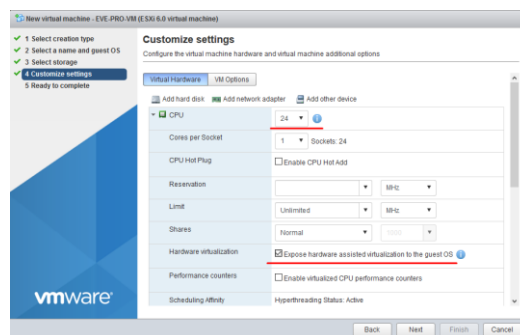 New virtual machine - EVE-PRO-VM (ESXi 6.0 virtual machine)
1 Select creation type
2 Select a name and guest OS
3 Select storage
4 Customize settings
5 Ready to complete
Customize settings
Configure the virtual machine hardware and virtual machine additional options
Virtual Hardware VM Options
Add hard disk Add network adapter Add other device
CPU 24
Cores per Socket 1 Sockets: 24
CPU Hot Plug Enable CPU Hot Add
Reservation MHz
Limit Unlimited MHz
Shares Normal
Hardware virtualization Expose hardware assisted virtualization to the guest OS
Performance counters Enable virtualized CPU performance counters
Scheduling Affinity Hyperthreading Status: Active
vmware
Back Next Finish Cancel